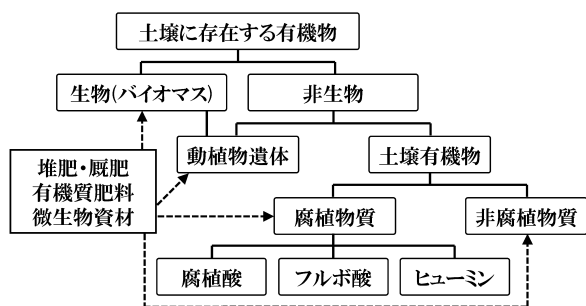 土壌に存在する有機物
生物(バイオマス)
非生物
動植物遺体
土壌有機物
堆肥・厩肥
有機質肥料
微生物資材
腐植物質
非腐植物質
腐植酸
フルボ酸
ヒューミン